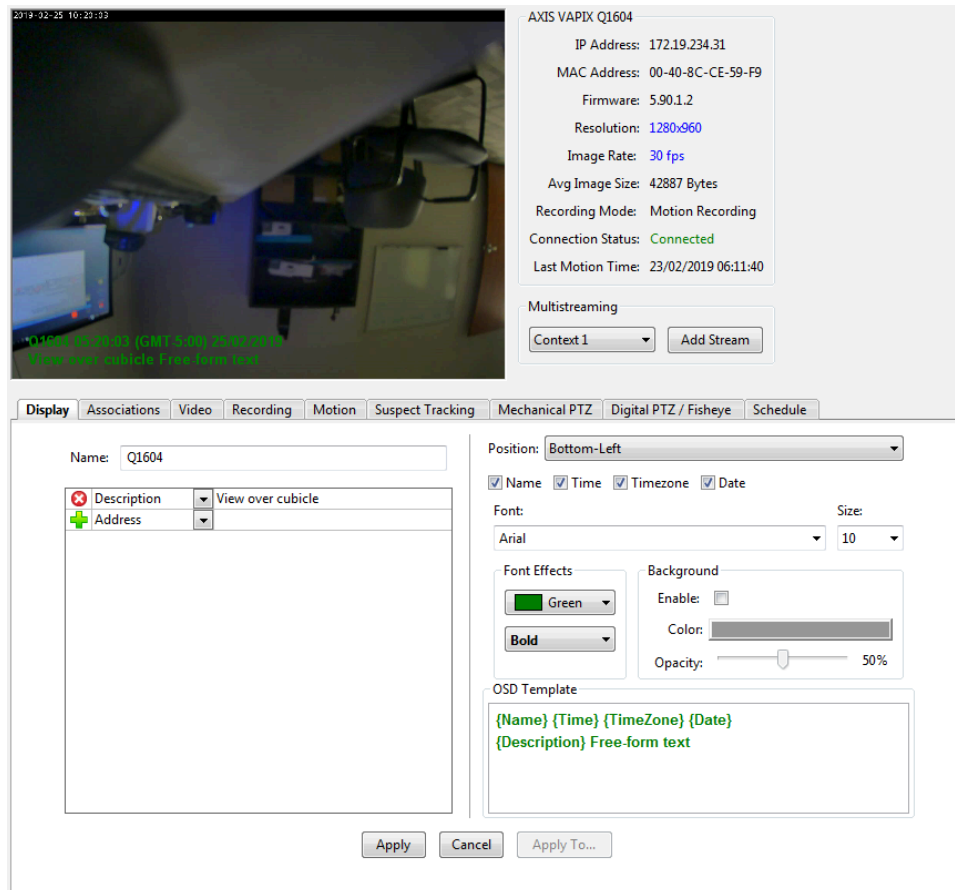 2019-02-25 10:20:03
Q1604 05:20:03 (GMT-5:00) 25/02/2019
View over cubicle Free-form text
AXIS VAPIX Q1604
IP Address: 172.19.234.31
MAC Address: 00-40-8C-CE-59-F9
Firmware: 5.90.1.2
Resolution: 1280x960
Image Rate: 30 fps
Avg Image Size: 42887 Bytes
Recording Mode: Motion Recording
Connection Status: Connected
Last Motion Time: 23/02/2019 06:11:40
Multistreaming
Context 1 Add Stream
Display Associations Video Recording Motion Suspect Tracking Mechanical PTZ Digital PTZ / Fisheye Schedule
Name: Q1604
Description View over cubicle
Address
Position: Bottom-Left
Name Time Timezone Date
Font: Size:
Arial 10
Font Effects
Green
Bold
Background
Enable:
Color:
Opacity: 50%
OSD Template
{Name} {Time} {TimeZone} {Date}
{Description} Free-form text
Apply Cancel Apply To...